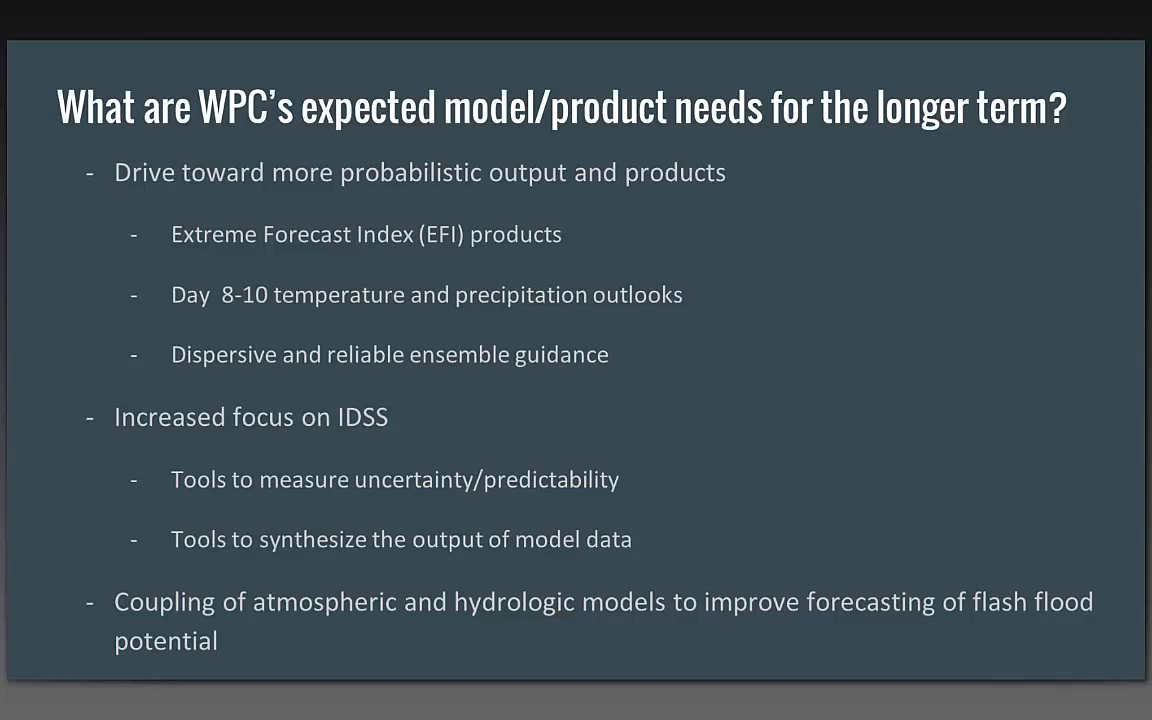 What are WPC’s expected model/product needs for the longer term?
- Drive toward more probabilistic output and products
- Extreme Forecast Index (EFI) products
- Day 8-10 temperature and precipitation outlooks
- Dispersive and reliable ensemble guidance
- Increased focus on IDSS
- Tools to measure uncertainty/predictability
- Tools to synthesize the output of model data
- Coupling of atmospheric and hydrologic models to improve forecasting of flash flood
potential